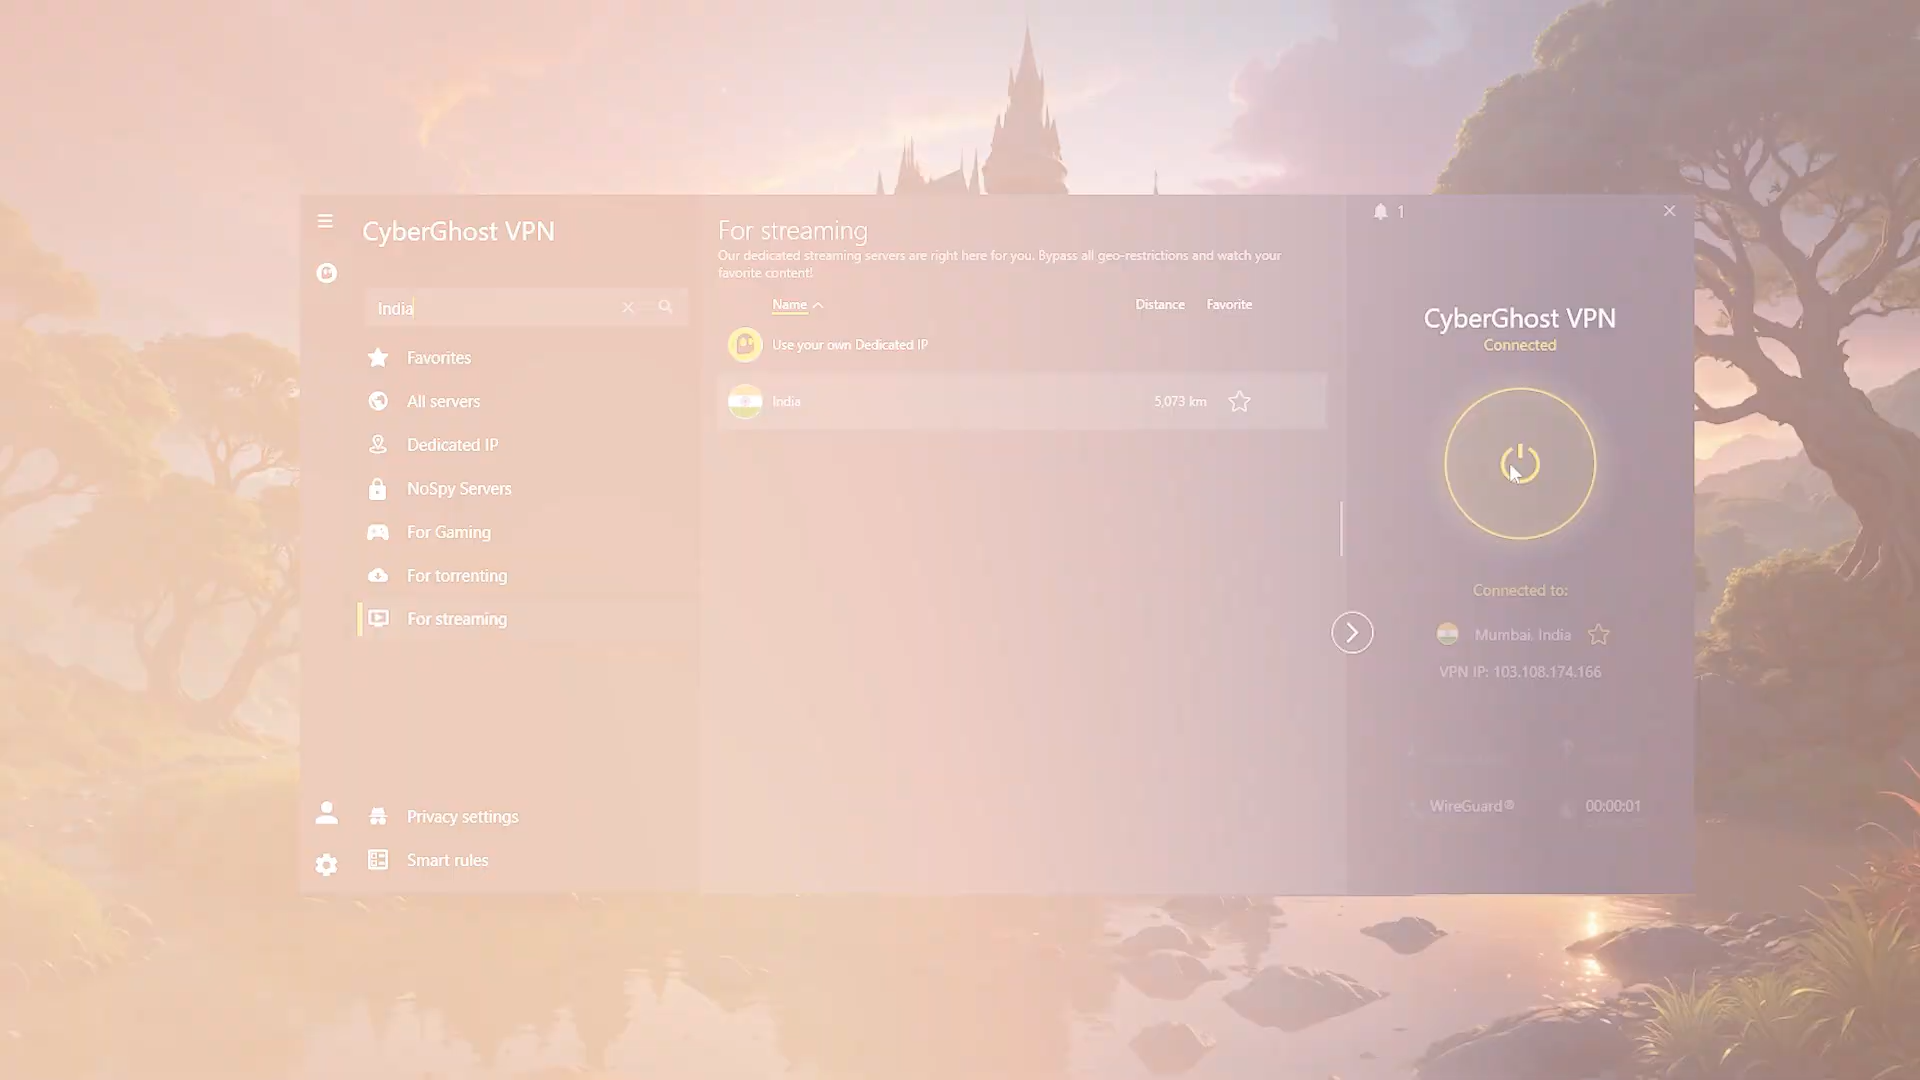 CyberGhost VPN
India
Favorites
All servers
Dedicated IP
NoSpy Servers
For Gaming
For torrenting
For streaming
Privacy settings
Smart rules
For streaming
Our dedicated streaming servers are right here for you. Bypass all geo-restrictions and watch your
favorite content!
Name Distance Favorite
Use your own Dedicated IP
India 5,073 km
1
CyberGhost VPN
Connected
Connected to:
Mumbai, India
VPN IP: 103.108.174.166
WireGuard® 00:00:01